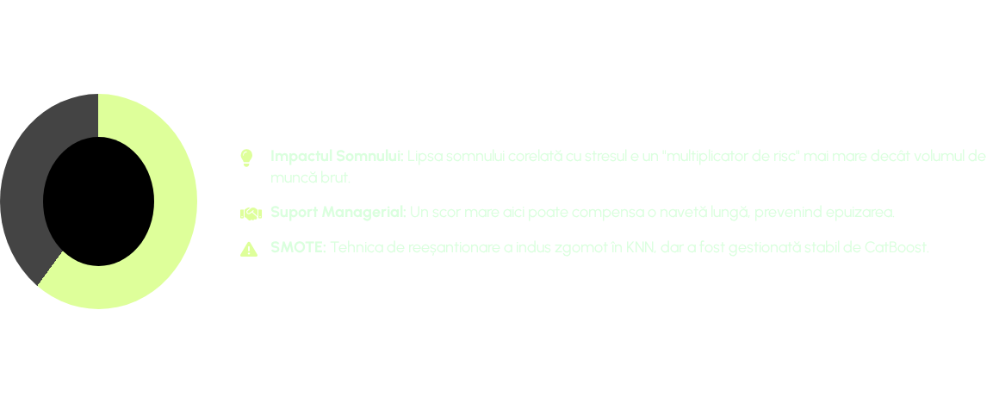 Impactul Somnului: Lipsa somnului corelată cu stresul e un "multiplicator de risc" mai mare decât volumul de
muncă brut.
Suport Managerial: Un scor mare aici poate compensa o navetă lungă, prevenind epuizarea.
SMOTE: Tehnica de reeșantionare a indus zgomot în KNN, dar a fost gestionată stabil de CatBoost.